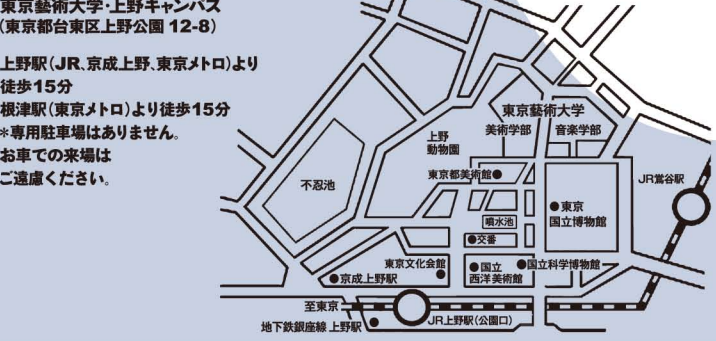 東京藝術大学・上野キャンパス
(東京都台東区上野公園 12-8)
上野駅(JR、京成上野、東京メトロ)より
徒歩15分
根津駅(東京メトロ)より徒歩15分
*専用駐車場はありません。
お車での来場は
ご遠慮ください。
東京藝術大学
美術学部
音楽学部
上野
動物園
東京都美術館
JR鶯谷駅
不忍池
東京
国立博物館
噴水池
交番
東京文化会館
国立
西洋美術館
国立科学博物館
京成上野駅
至東京
JR上野駅(公園口)
地下鉄銀座線 上野駅